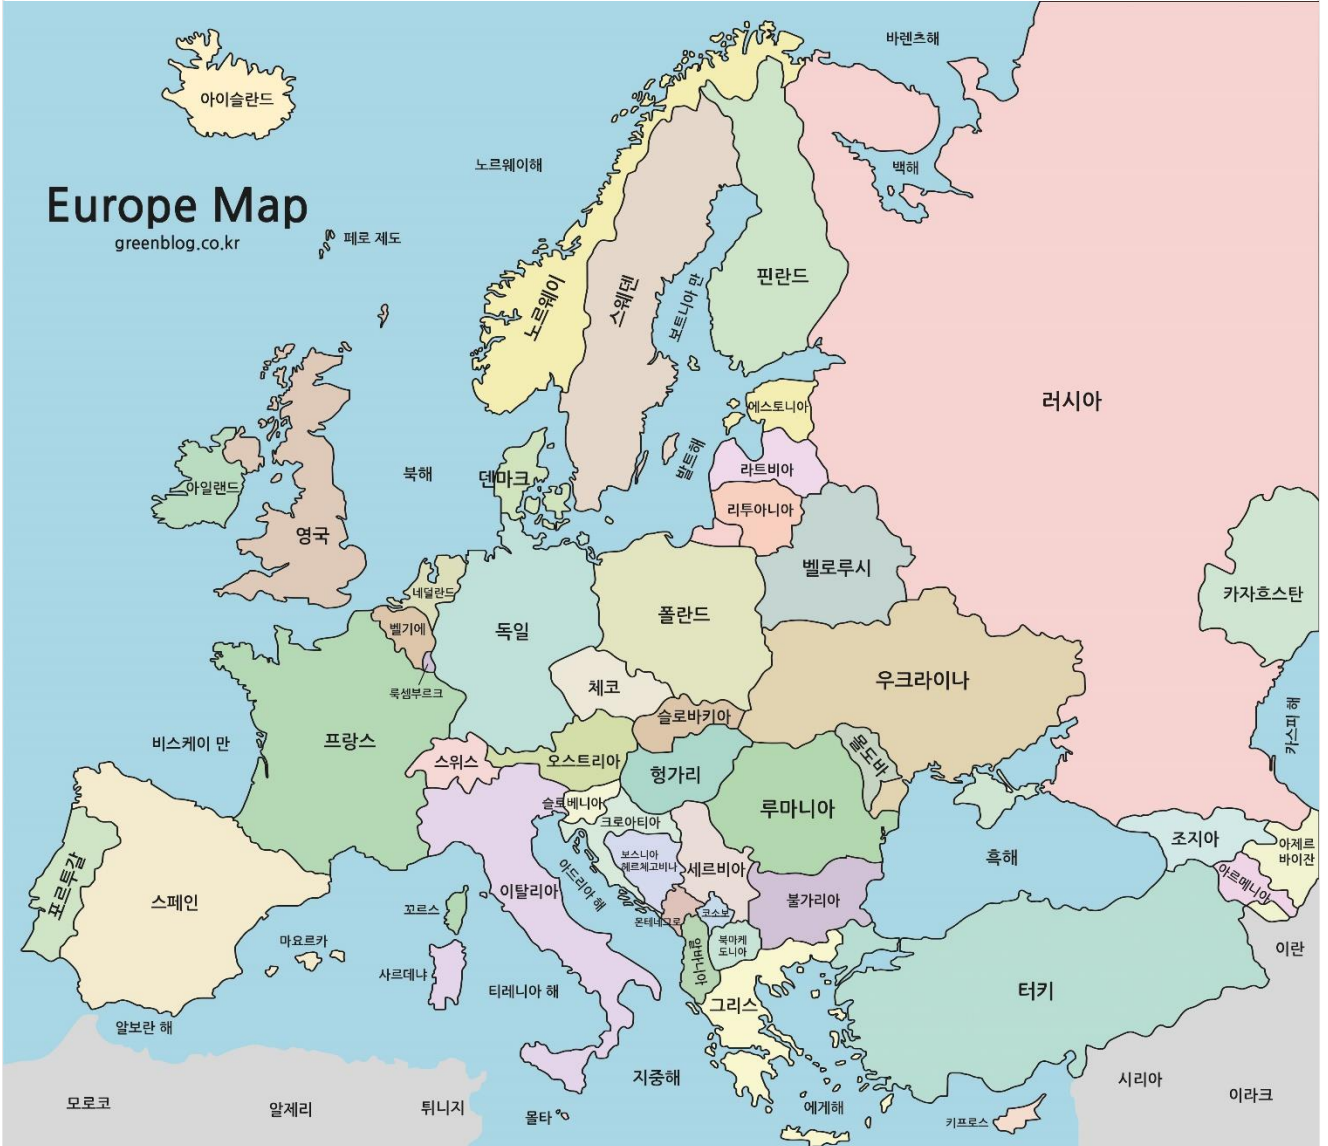 바렌츠해
아이슬란드
노르웨이해
백해
Europe Map
greenblog.co.kr
페로 제도
핀란드
노르웨이
스웨덴
보트니아 만
러시아
에스토니아
북해
발트해
라트비아
덴마크
아일랜드
리투아니아
영국
벨로루시
네덜란드
카자흐스탄
폴란드
벨기에
독일
룩셈부르크
체코
우크라이나
슬로바키아
카스피 해
비스케이 만
프랑스
몰도바
스위스
오스트리아
헝가리
슬로베니아
루마니아
크로아티아
조지아
아제르
바이잔
흑해
보스니아
헤르체고비나
세르비아
아드리아 해
아르메니아
포르투갈
스페인
이탈리아
불가리아
꼬르스
코소보
몬테네그로
마요르카
북마케
도니아
알바니아
이란
사르데냐
티레니아 해
터키
그리스
알보란 해
지중해
시리아
모로코
알제리
튀니지
몰타
에게해
이라크
키프로스